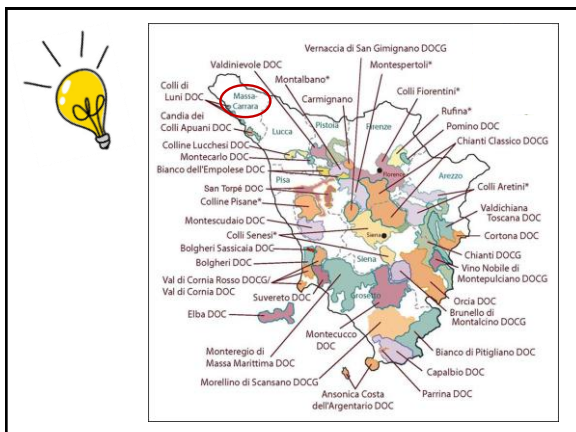 Vernaccia di San Gimignano DOCG
Valdinievole DOC
Montespertoli*
Montalbano*
Colli Fiorentini*
Colli di
Luni DOC
Massa-
Carrara
Carmignano
Rufina*
Candia dei
Colli Apuani DOC
Lucca
Pistoia
Firenze
Pomino DOC
Chianti Classico DOCG
Colline Lucchesi DOC
Montecarlo DOC
Florence
Bianco dell'Empolese DOC
Pisa
Arezzo
San Torpé DOC
Colli Aretini*
Colline Pisane*
Valdichiana
Toscana DOC
Montescudaio DOC
Colli Senesi*
Siena
Cortona DOC
Bolgheri Sassicaia DOC
Chianti DOCG
Bolgheri DOC
Siena
Vino Nobile di
Montepulciano DOCG
Val di Cornia Rosso DOCG/
Val di Cornia DOC
Suvereto DOC
Grosseto
Orcia DOC
Elba DOC
Brunello di
Montalcino DOCG
Montecucco
DOC
Monteregio di
Massa Marittima DOC
Bianco di Pitigliano DOC
Morellino di Scansano DOCG
Capalbio DOC
Ansonica Costa
dell'Argentario DOC
Parrina DOC